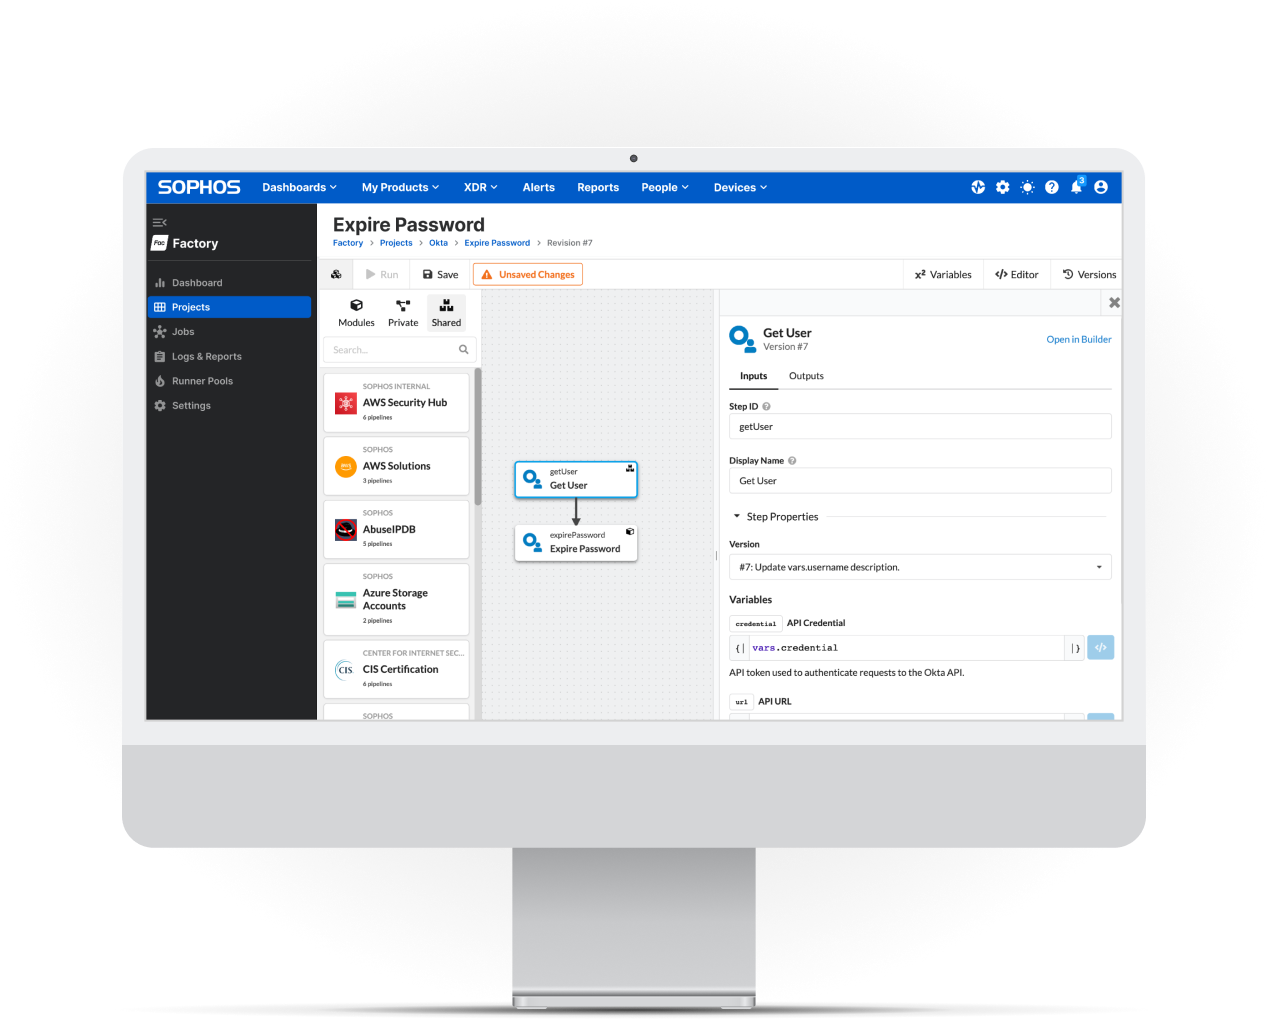 SOPHOS Dashboards My Products XDR Alerts Reports People Devices 3
Fac Factory
Dashboard
Projects
Jobs
Logs & Reports
Runner Pools
Settings
Expire Password
Factory > Projects > Okta > Expire Password > Revision #7
Run Save Unsaved Changes x² Variables </> Editor Versions
Modules Private Shared
Search...
SOPHOS INTERNAL
AWS Security Hub
6 pipelines
SOPHOS
AWS Solutions
3 pipelines
SOPHOS
AbuseIPDB
5 pipelines
SOPHOS
Azure Storage
Accounts
2 pipelines
CENTER FOR INTERNET SEC...
CIS.
CIS Certification
6 pipelines
SOPHOS
getUser
Get User
expirePassword
Expire Password
Get User
Version #7
Open in Builder
Inputs Outputs
Step ID
getUser
Display Name
Get User
Step Properties
Version
#7: Update vars.username description.
Variables
credential API Credential
{| vars.credential |} </>
API token used to authenticate requests to the Okta API.
url API URL